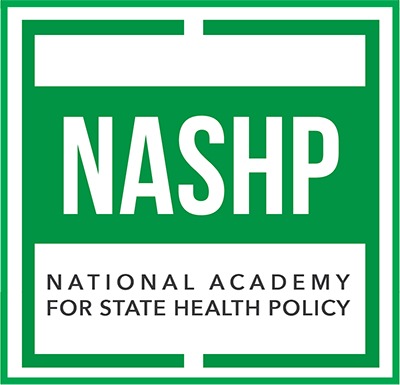 NASHP
NATIONAL ACADEMY
FOR STATE HEALTH POLICY